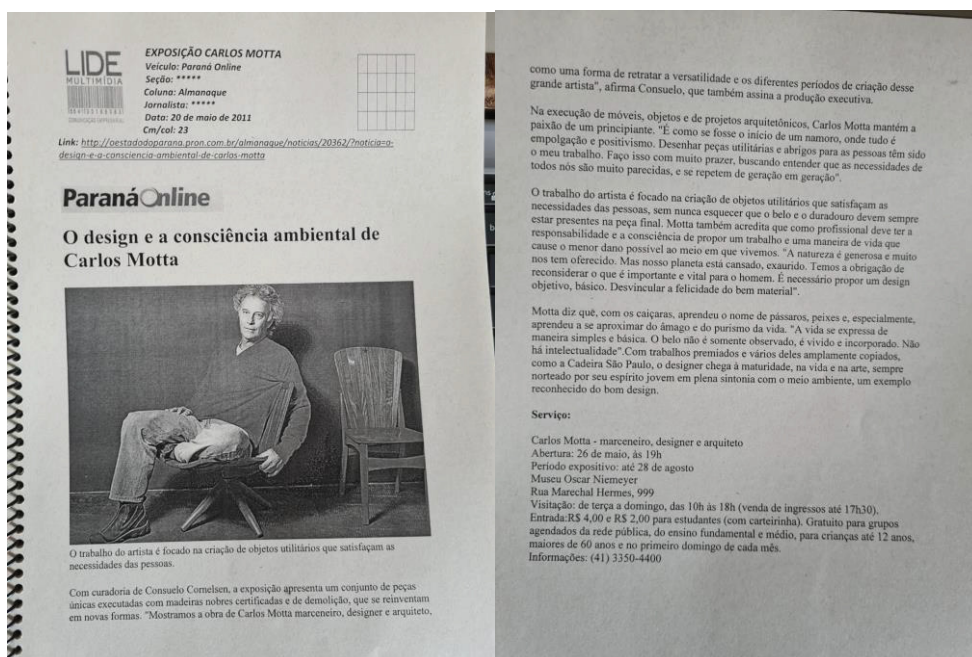 LIDE
MULTIMÍDIA
EXPOSIÇÃO CARLOS MOTTA
Veículo: Paraná Online
Seção: *****
Coluna: Almanaque
Jornalista: *****
Data: 20 de maio de 2011
Cm/col: 23
Link: http://oestadodoparana.pron.com.br/almanaque/noticias/20362/?noticia=o-
design-e-a-consciencia-ambiental-de-carlos-motta
Paraná Online
O design e a consciência ambiental de
Carlos Motta
O trabalho do artista é focado na criação de objetos utilitários que satisfaçam as
necessidades das pessoas.
Com curadoria de Consuelo Cornelsen, a exposição apresenta um conjunto de peças
únicas executadas com madeiras nobres certificadas e de demolição, que se reinventam
em novas formas. "Mostramos a obra de Carlos Motta marceneiro, designer e arquiteto,
como uma forma de retratar a versatilidade e os diferentes períodos de criação desse
grande artista", afirma Consuelo, que também assina a produção executiva.
Na execução de móveis, objetos e de projetos arquitetônicos, Carlos Motta mantém a
paixão de um principiante. "É como se fosse o início de um namoro, onde tudo é
empolgação e positivismo. Desenhar peças utilitárias e abrigos para as pessoas têm sido
o meu trabalho. Faço isso com muito prazer, buscando entender que as necessidades de
todos nós são muito parecidas, e se repetem de geração em geração".
O trabalho do artista é focado na criação de objetos utilitários que satisfaçam as
necessidades das pessoas, sem nunca esquecer que o belo e o duradouro devem sempre
estar presentes na peça final. Motta também acredita que como profissional deve ter a
responsabilidade e a consciência de propor um trabalho e uma maneira de vida que
cause o menor dano possível ao meio em que vivemos. "A natureza é generosa e muito
nos tem oferecido. Mas nosso planeta está cansado, exaurido. Temos a obrigação de
reconsiderar o que é importante e vital para o homem. É necessário propor um design
objetivo, básico. Desvincular a felicidade do bem material".
Motta diz que, com os caiçaras, aprendeu o nome de pássaros, peixes e, especialmente,
aprendeu a se aproximar do âmago e do purismo da vida. "A vida se expressa de
maneira simples e básica. O belo não é somente observado, é vivido e incorporado. Não
há intelectualidade".Com trabalhos premiados e vários deles amplamente copiados,
como a Cadeira São Paulo, o designer chega à maturidade, na vida e na arte, sempre
norteado por seu espírito jovem em plena sintonia com o meio ambiente, um exemplo
reconhecido do bom design.
Serviço:
Carlos Motta - marceneiro, designer e arquiteto
Abertura: 26 de maio, às 19h
Período expositivo: até 28 de agosto
Museu Oscar Niemeyer
Rua Marechal Hermes, 999
Visitação: de terça a domingo, das 10h às 18h (venda de ingressos até 17h30).
Entrada:R$ 4,00 e R$ 2,00 para estudantes (com carteirinha). Gratuito para grupos
agendados da rede pública, do ensino fundamental e médio, para crianças até 12 anos,
maiores de 60 anos e no primeiro domingo de cada mês.
Informações: (41) 3350-4400